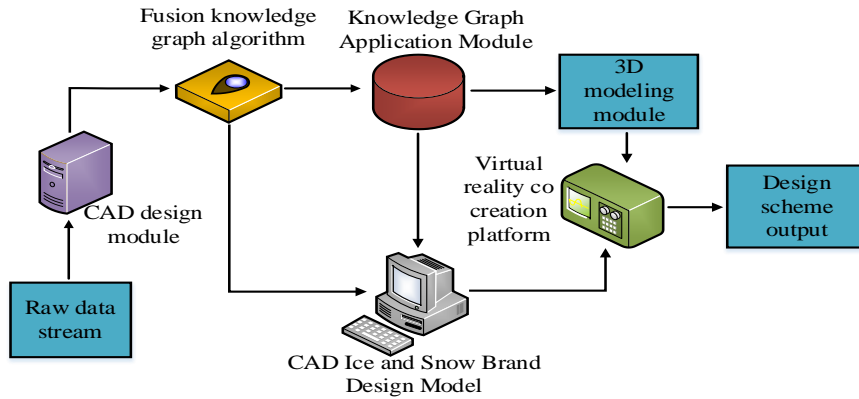 Fusion knowledge
graph algorithm
Knowledge Graph
Application Module
3D
modeling
module
CAD design
module
Virtual
reality co
creation
platform
Design
scheme
output
Raw data
stream
CAD Ice and Snow Brand
Design Model